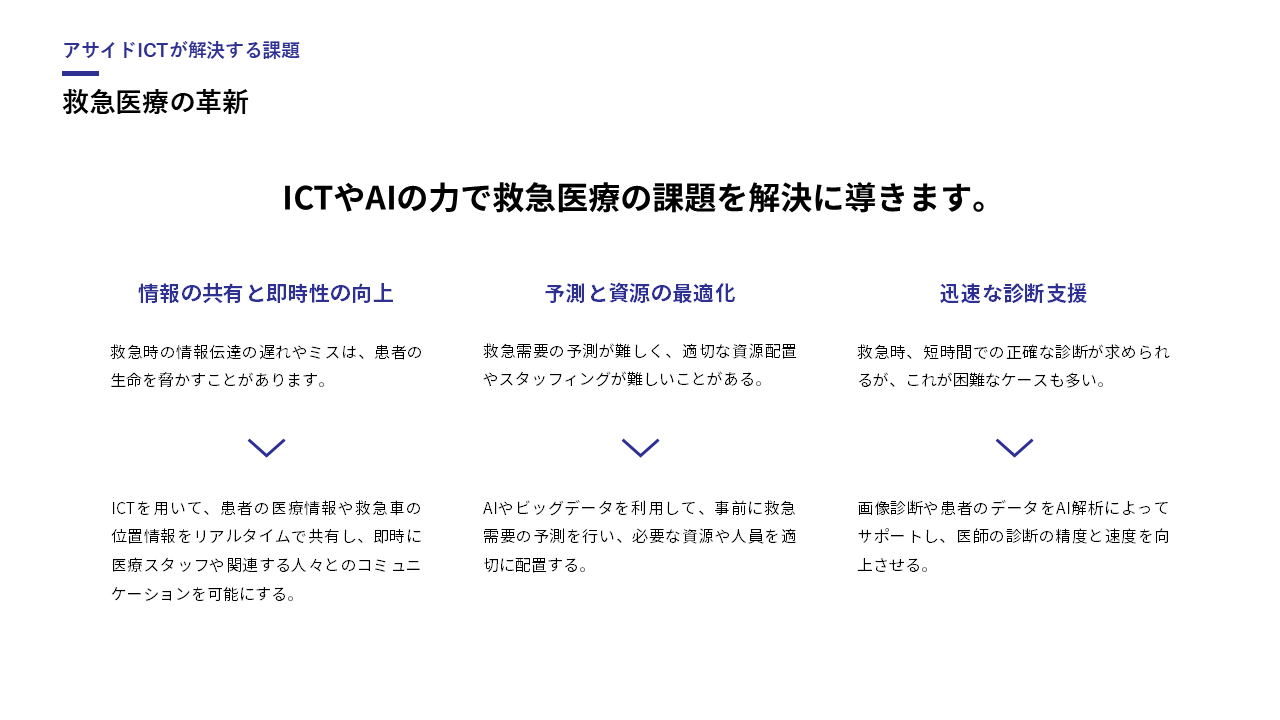 アサイドICTが解決する課題
救急医療の革新
ICTやAIの力で救急医療の課題を解決に導きます。
情報の共有と即時性の向上
救急時の情報伝達の遅れやミスは、患者の
生命を脅かすことがあります。
ICTを用いて、患者の医療情報や救急車の
位置情報をリアルタイムで共有し、即時に
医療スタッフや関連する人々とのコミュニ
ケーションを可能にする。
予測と資源の最適化
救急需要の予測が難しく、適切な資源配置
やスタッフィングが難しいことがある。
AIやビッグデータを利用して、事前に救急
需要の予測を行い、必要な資源や人員を適
切に配置する。
迅速な診断支援
救急時、短時間での正確な診断が求められ
るが、これが困難なケースも多い。
画像診断や患者のデータをAI解析によって
サポートし、医師の診断の精度と速度を向
上させる。